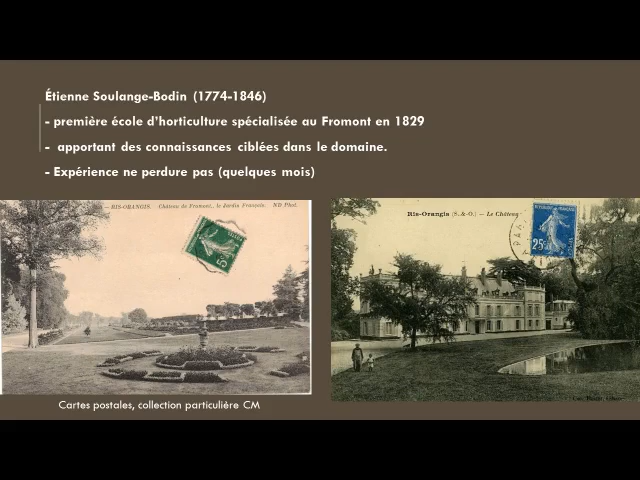 Étienne Soulange-Bodin (1774-1846)
- première école d'horticulture spécialisée au Fromont en 1829
- apportant des connaissances ciblées dans le domaine.
- Expérience ne perdure pas (quelques mois)
RIS-ORANGIS. Château de Fromont, le Jardin Français. ND Phot.
5c
Ris-Orangis (S.-&-O.) - Le Château
25c
Cartes postales, collection particulière CM